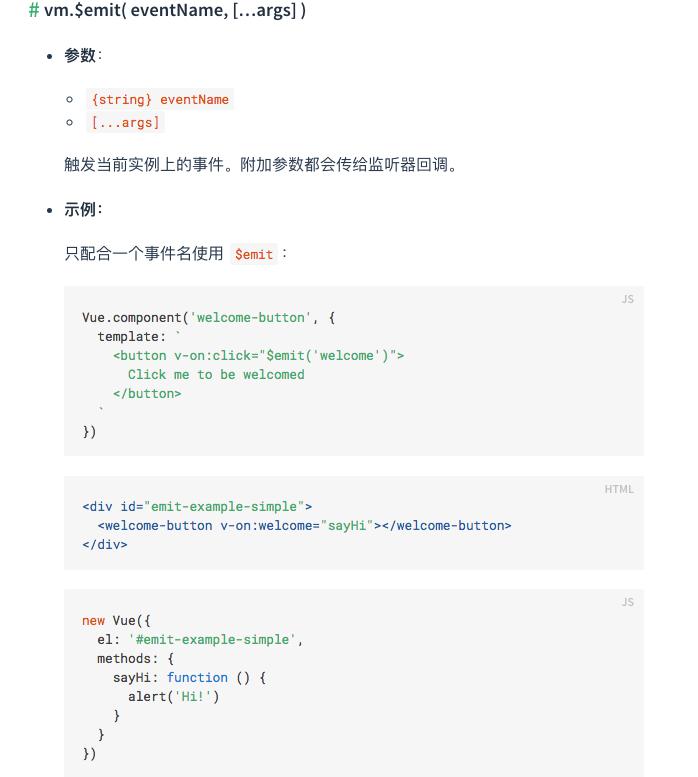 # vm.$emit( eventName, […args] )
参数：
{string} eventName
[...args]
触发当前实例上的事件。附加参数都会传给监听器回调。
示例：
只配合一个事件名使用 $emit：
JS
Vue.component('welcome-button', {
  template: `
    <button v-on:click="$emit('welcome')">
      Click me to be welcomed
    </button>
  `
})
HTML
<div id="emit-example-simple">
  <welcome-button v-on:welcome="sayHi"></welcome-button>
</div>
JS
new Vue({
  el: '#emit-example-simple',
  methods: {
    sayHi: function () {
      alert('Hi!')
    }
  }
})